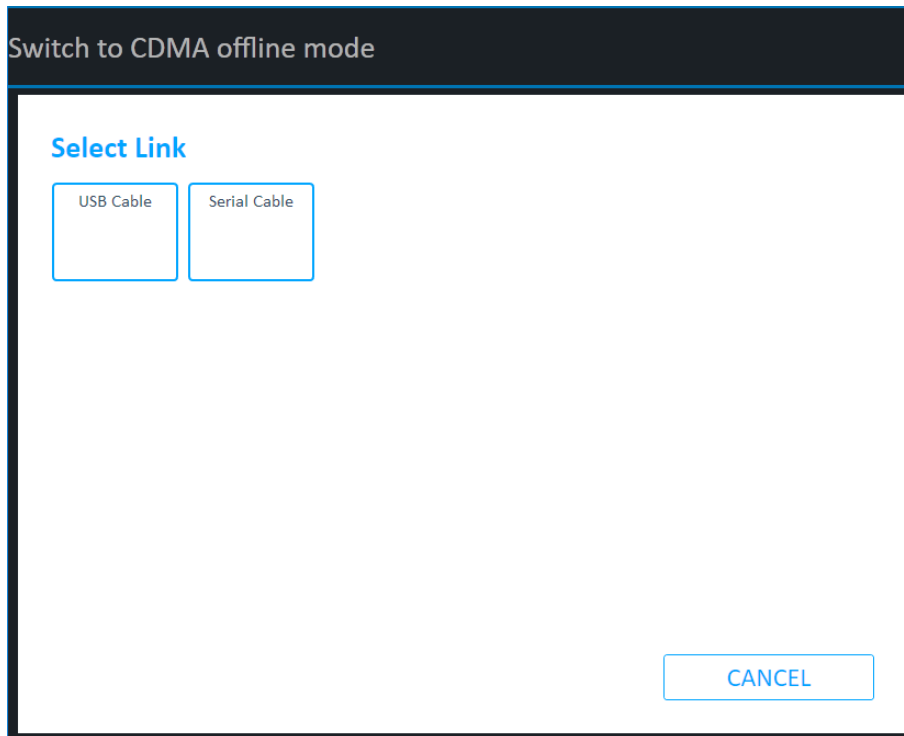 Switch to CDMA offline mode
Select Link
USB Cable
Serial Cable
CANCEL